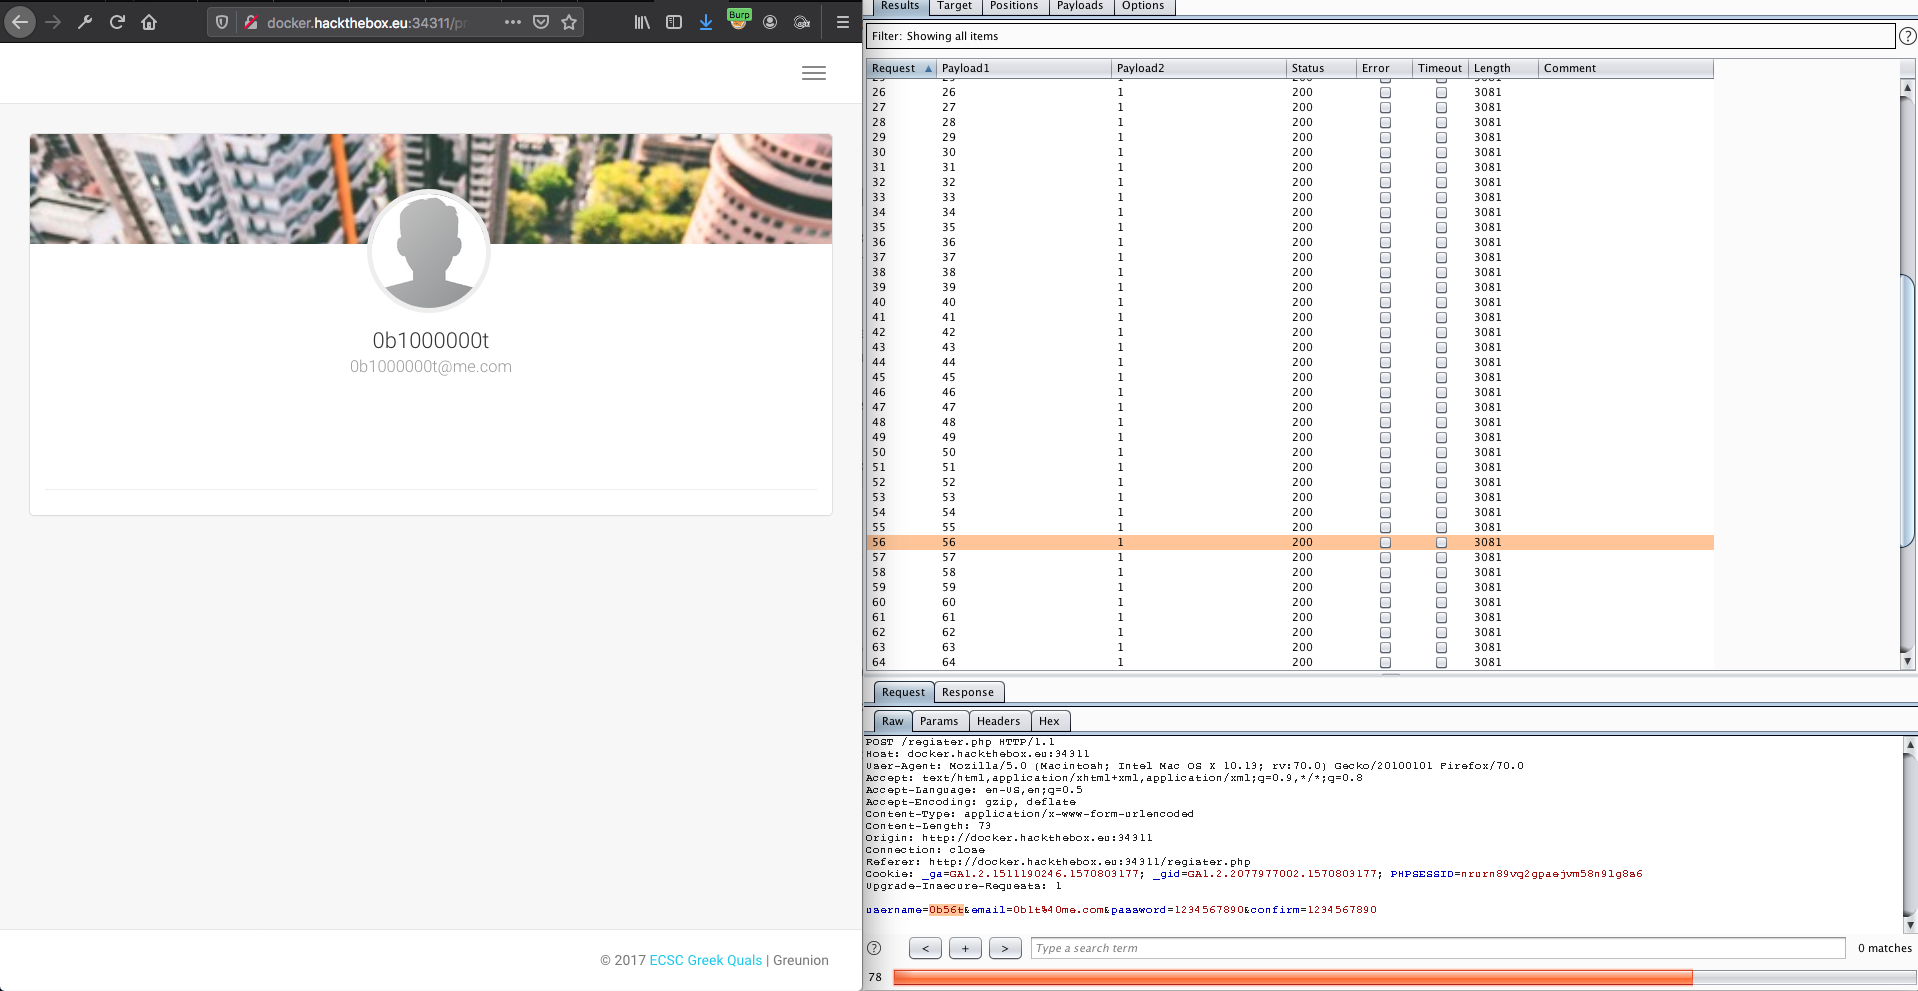 docker.hackthebox.eu:34311/pr
Burp
0b1000000t
0b1000000t@me.com
© 2017 ECSC Greek Quals | Greunion
Results Target Positions Payloads Options
Filter: Showing all items
?
Request Payload1 Payload2 Status Error Timeout Length Comment
25 25 1 200 3081
26 26 1 200 3081
27 27 1 200 3081
28 28 1 200 3081
29 29 1 200 3081
30 30 1 200 3081
31 31 1 200 3081
32 32 1 200 3081
33 33 1 200 3081
34 34 1 200 3081
35 35 1 200 3081
36 36 1 200 3081
37 37 1 200 3081
38 38 1 200 3081
39 39 1 200 3081
40 40 1 200 3081
41 41 1 200 3081
42 42 1 200 3081
43 43 1 200 3081
44 44 1 200 3081
45 45 1 200 3081
46 46 1 200 3081
47 47 1 200 3081
48 48 1 200 3081
49 49 1 200 3081
50 50 1 200 3081
51 51 1 200 3081
52 52 1 200 3081
53 53 1 200 3081
54 54 1 200 3081
55 55 1 200 3081
56 56 1 200 3081
57 57 1 200 3081
58 58 1 200 3081
59 59 1 200 3081
60 60 1 200 3081
61 61 1 200 3081
62 62 1 200 3081
63 63 1 200 3081
64 64 1 200 3081
Request Response
Raw Params Headers Hex
POST /register.php HTTP/1.1
Host: docker.hackthebox.eu:34311
User-Agent: Mozilla/5.0 (Macintosh; Intel Mac OS X 10.13; rv:70.0) Gecko/20100101 Firefox/70.0
Accept: text/html,application/xhtml+xml,application/xml;q=0.9,*/*;q=0.8
Accept-Language: en-US,en;q=0.5
Accept-Encoding: gzip, deflate
Content-Type: application/x-www-form-urlencoded
Content-Length: 73
Origin: http://docker.hackthebox.eu:34311
Connection: close
Referer: http://docker.hackthebox.eu:34311/register.php
Cookie: _ga=GA1.2.1511190246.1570803177; _gid=GA1.2.2077977002.1570803177; PHPSESSID=nrurn89vq2gpaejvm58n9lg8a6
Upgrade-Insecure-Requests: 1
username=0b56t&email=0b1t%40me.com&password=1234567890&confirm=1234567890
? < + > Type a search term 0 matches
78